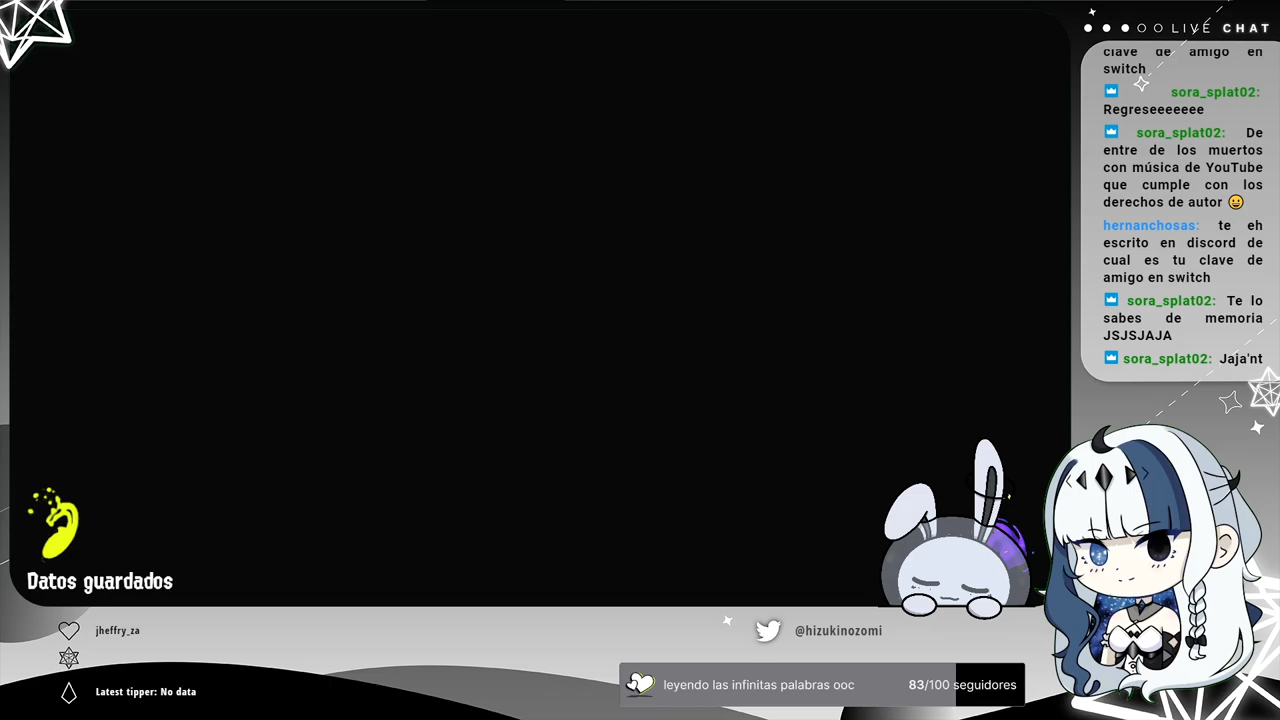 LIVE CHAT
clave de amigo en
switch
sora_splat02:
Regreseeeeeee
sora_splat02: De
entre de los muertos
con música de YouTube
que cumple con los
derechos de autor 😀
hernanchosas: te eh
escrito en discord de
cual es tu clave de
amigo en switch
sora_splat02: Te lo
sabes de memoria
JSJSJAJA
sora_splat02: Jaja'nt
Datos guardados
jheffry_za
@hizukinozomi
leyendo las infinitas palabras ooc
83/100 seguidores
Latest tipper: No data